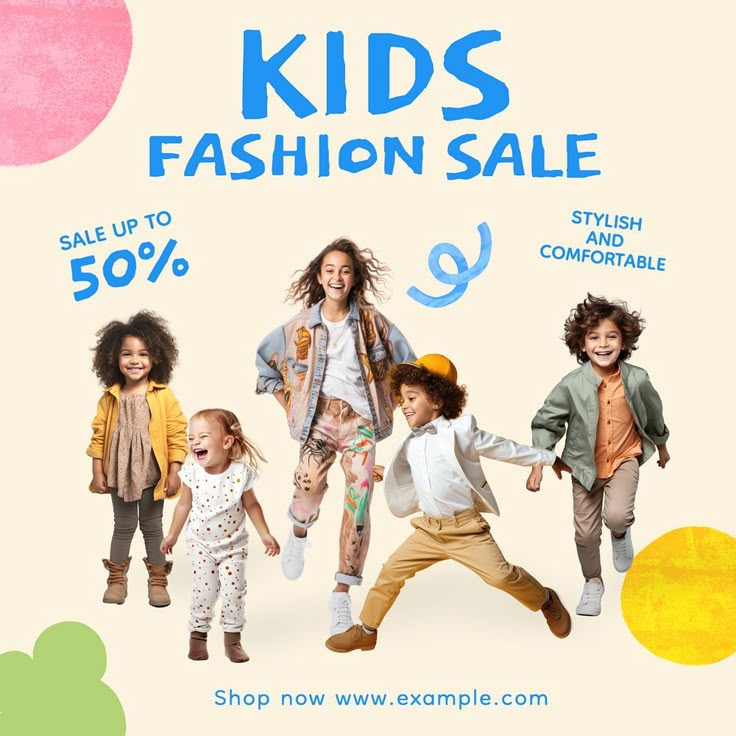 KIDS
FASHION SALE
SALE UP TO
50%
STYLISH
AND
COMFORTABLE
Shop now www.example.com